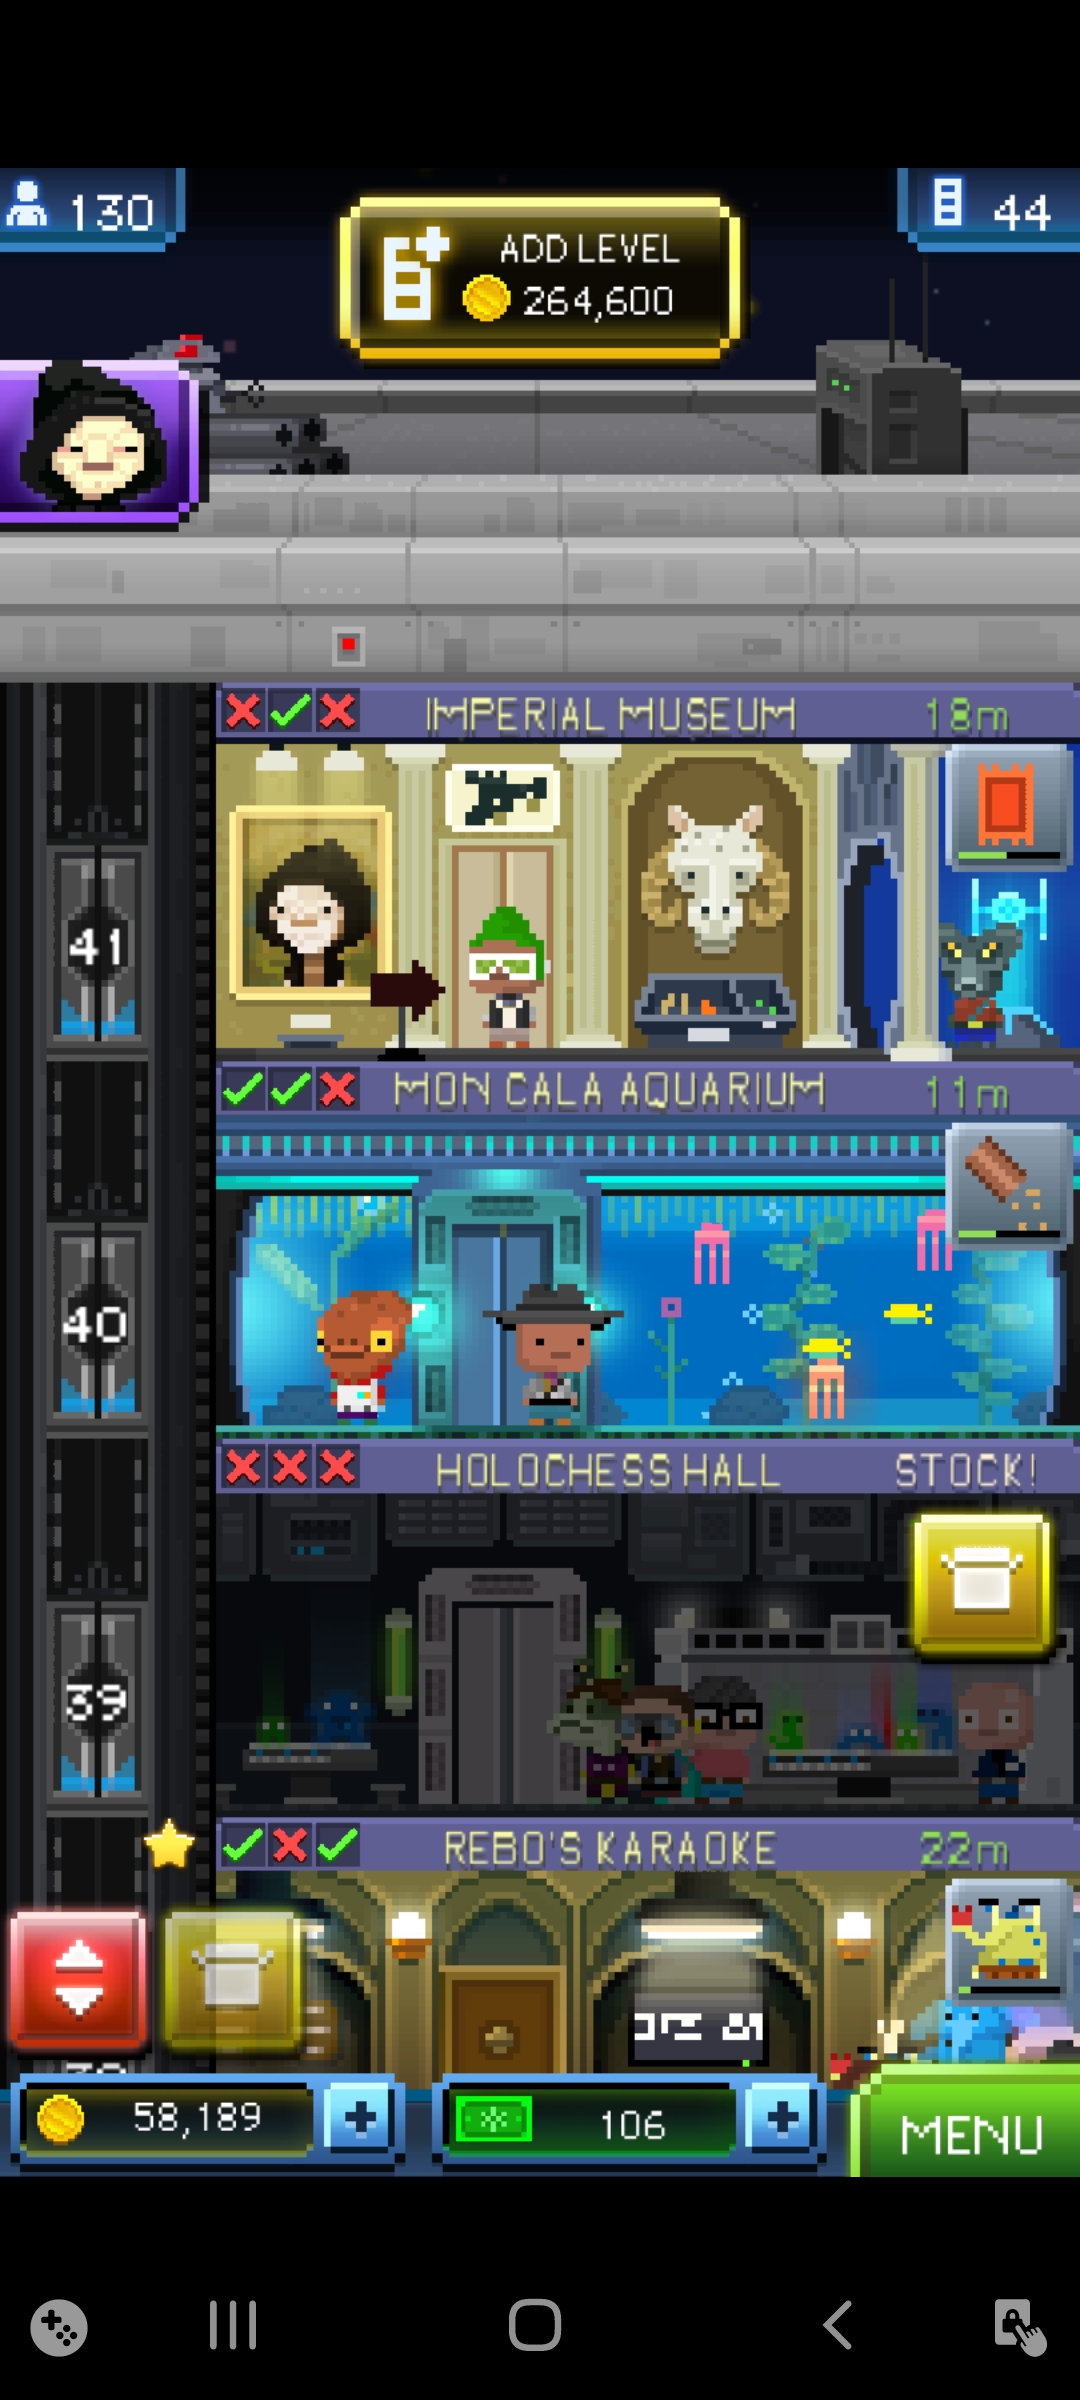 130
44
ADD LEVEL
264,600
IMPERIAL MUSEUM 18m
41
MON CALA AQUARIUM 11m
40
HOLOCHESS HALL STOCK!
39
REBO'S KARAOKE 22m
58,189
106
MENU